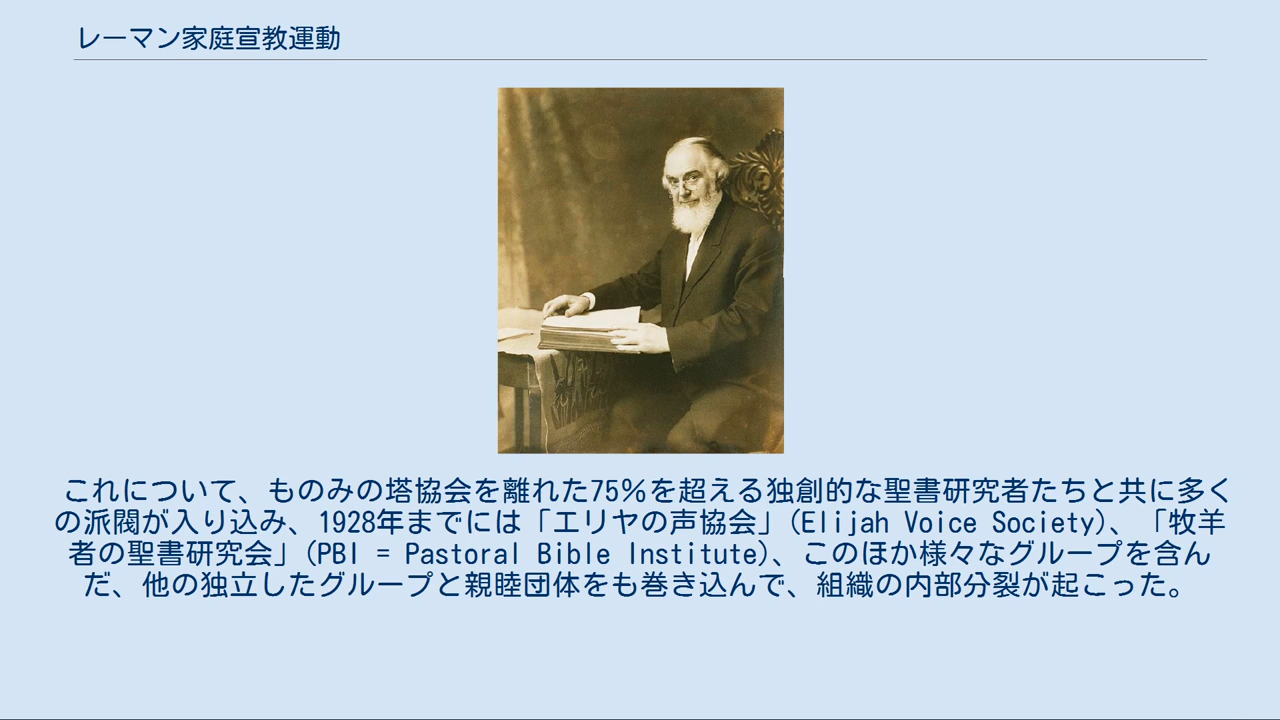 レーマン家庭宣教運動
これについて、ものみの塔協会を離れた75%を超える独創的な聖書研究者たちと共に多く
の派閥が入り込み、1928年までには「エリヤの声協会」(Elijah Voice Society)、「牧羊
者の聖書研究会」(PBI = Pastoral Bible Institute)、このほか様々なグループを含ん
だ、他の独立したグループと親睦団体をも巻き込んで、組織の内部分裂が起こった。